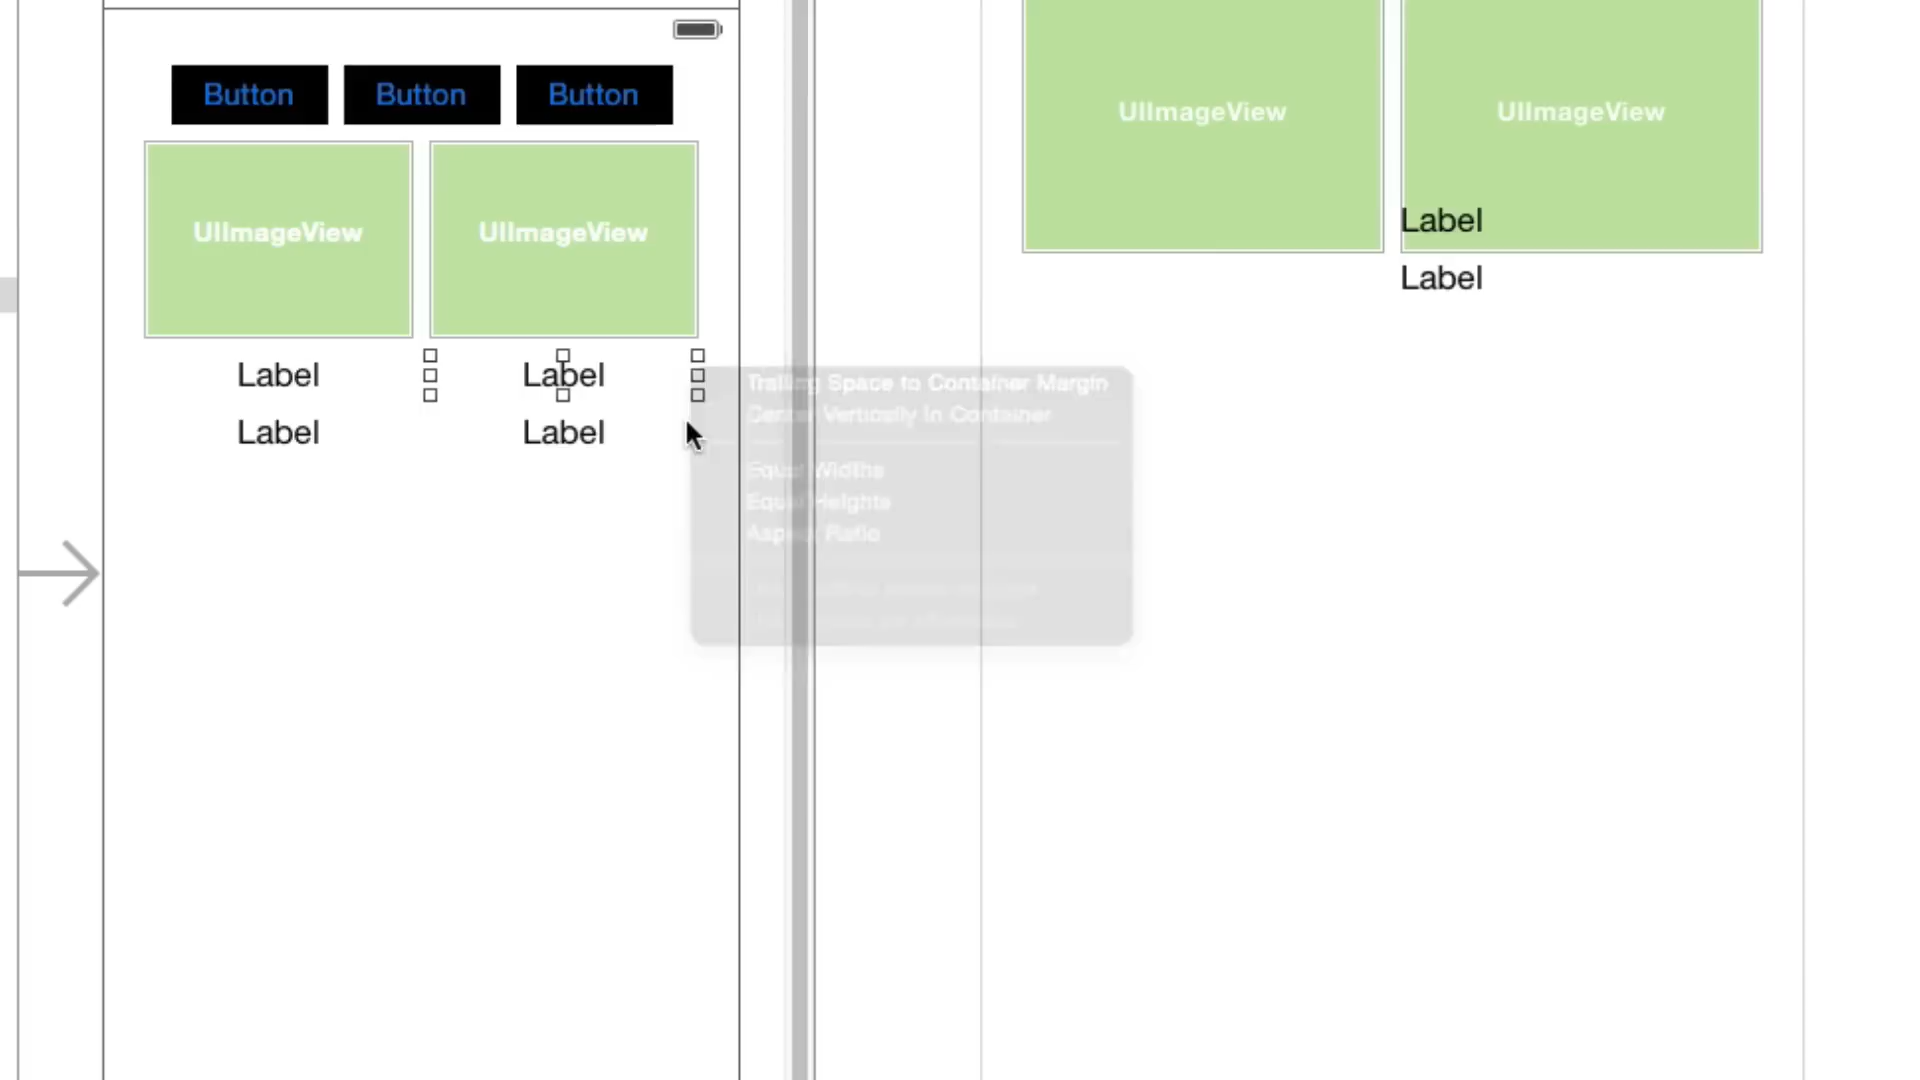 Button Button Button
UIImageView UIImageView
Label Label
Label Label
UIImageView UIImageView
Label
Label
Trailing Space to Container Margin
Center Vertically in Container
Equal Widths
Equal Heights
Aspect Ratio